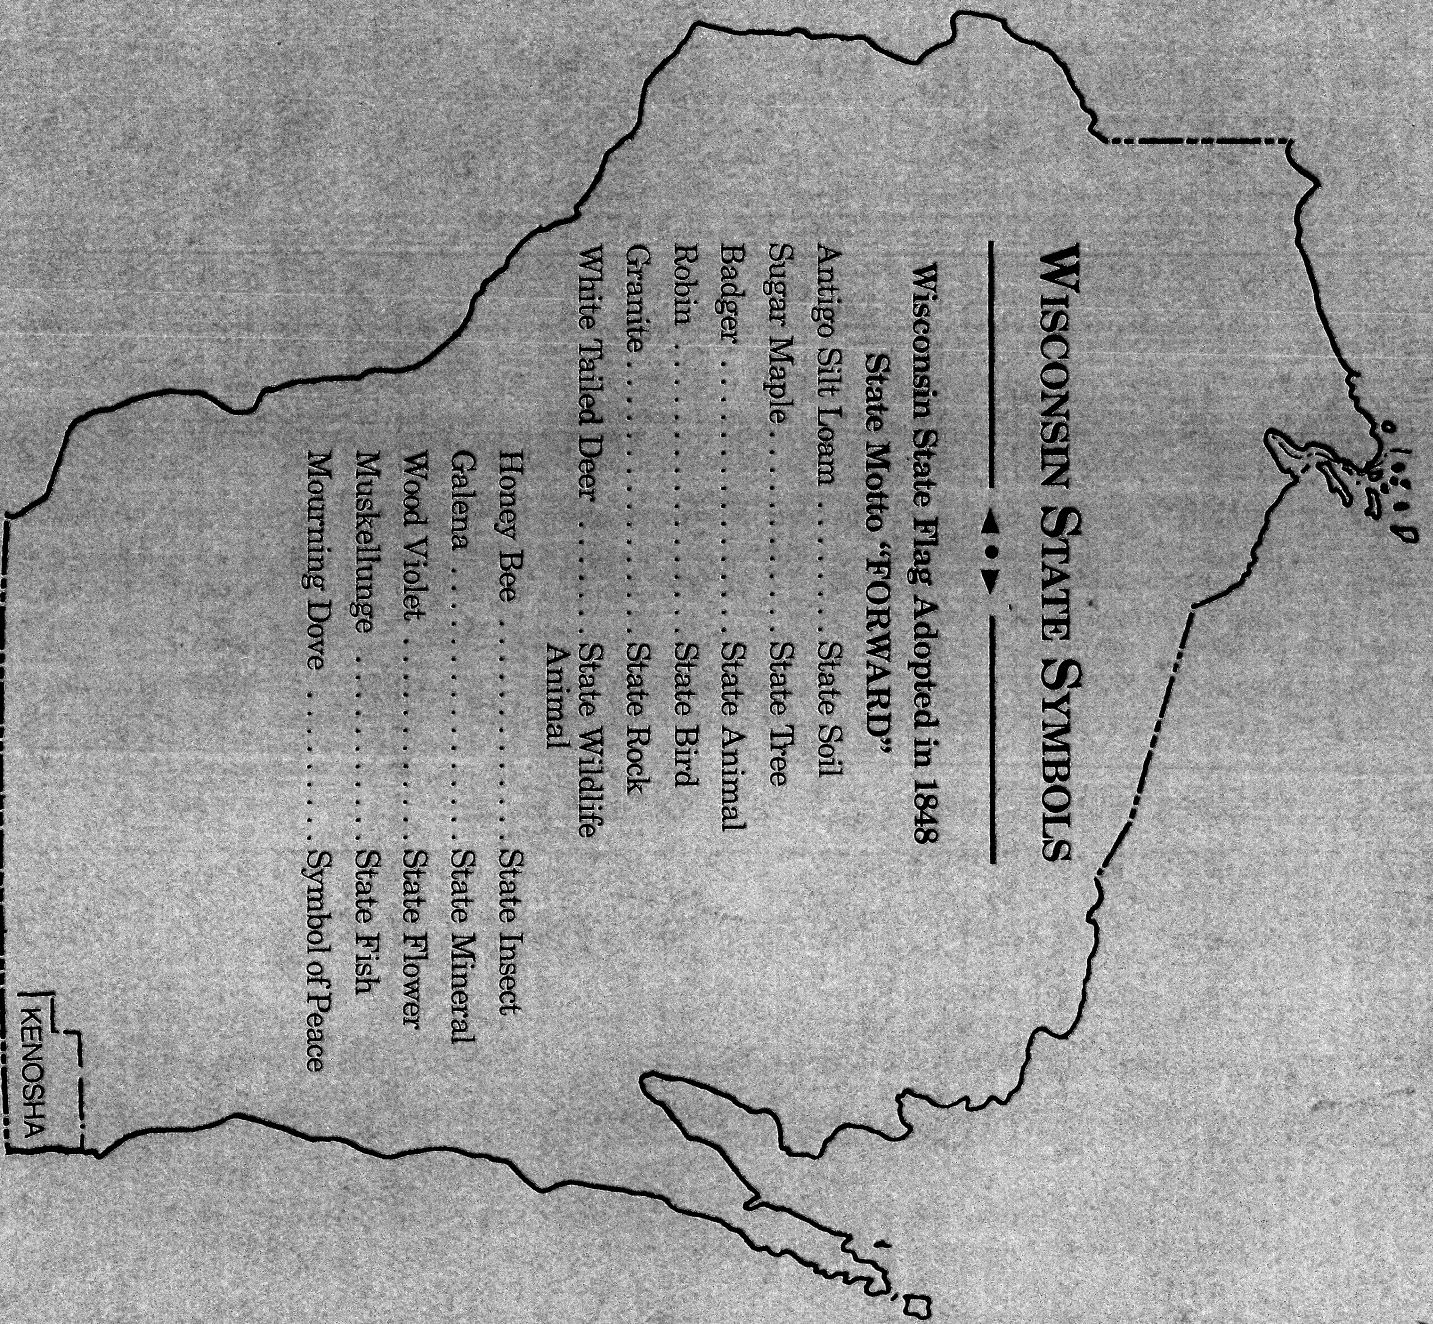 WISCONSIN STATE SYMBOLS
Wisconsin State Flag Adopted in 1848
State Motto "FORWARD"
Antigo Silt Loam . . . . . . . . State Soil
Sugar Maple . . . . . . . . . . . . State Tree
Badger . . . . . . . . . . . . . . . State Animal
Robin . . . . . . . . . . . . . . . . State Bird
Granite . . . . . . . . . . . . . . . State Rock
White Tailed Deer . . . . . . State Wildlife
Animal
Honey Bee . . . . . . . . . . . State Insect
Galena . . . . . . . . . . . . . . State Mineral
Wood Violet . . . . . . . . . . State Flower
Muskellunge . . . . . . . . . State Fish
Mourning Dove . . . . . . . . Symbol of Peace
KENOSHA